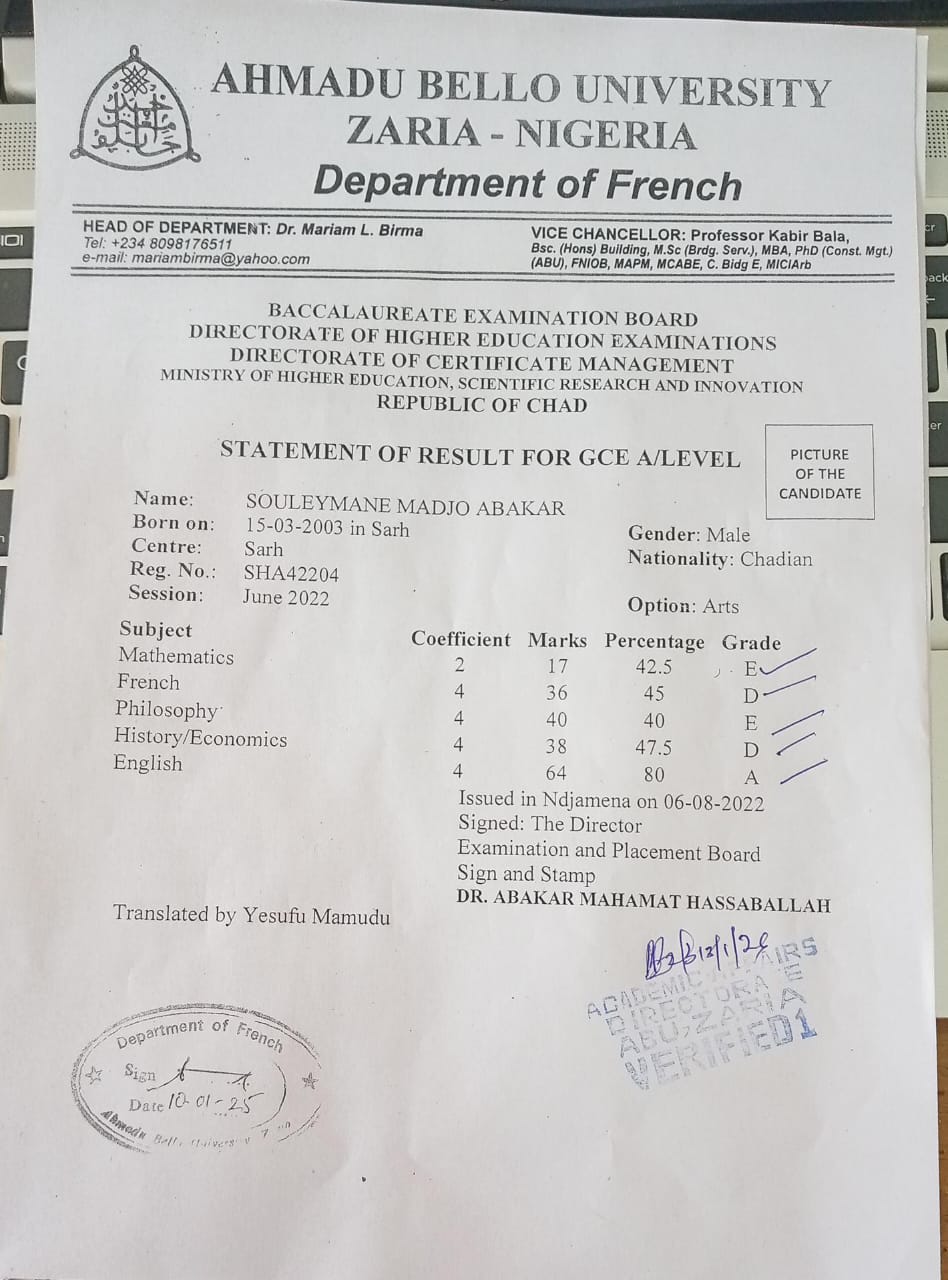 AHMADU BELLO UNIVERSITY
ZARIA - NIGERIA
Department of French
HEAD OF DEPARTMENT: Dr. Mariam L. Birma
Tel: +234 8098176511
e-mail: mariambirma@yahoo.com
VICE CHANCELLOR: Professor Kabir Bala,
Bsc. (Hons) Building, M.Sc (Brdg. Serv.), MBA, PhD (Const. Mgt.)
(ABU), FNIOB, MAPM, MCABE, C. Bidg E, MICIArb
BACCALAUREATE EXAMINATION BOARD
DIRECTORATE OF HIGHER EDUCATION EXAMINATIONS
DIRECTORATE OF CERTIFICATE MANAGEMENT
MINISTRY OF HIGHER EDUCATION, SCIENTIFIC RESEARCH AND INNOVATION
REPUBLIC OF CHAD
STATEMENT OF RESULT FOR GCE A/LEVEL
PICTURE
OF THE
CANDIDATE
Name: SOULEYMANE MADJO ABAKAR
Born on: 15-03-2003 in Sarh
Gender: Male
Centre: Sarh
Nationality: Chadian
Reg. No.: SHA42204
Session: June 2022
Option: Arts
Subject Coefficient Marks Percentage Grade
Mathematics 2 17 42.5 E
French 4 36 45 D
Philosophy 4 40 40 E
History/Economics 4 38 47.5 D
English 4 64 80 A
Issued in Ndjamena on 06-08-2022
Signed: The Director
Examination and Placement Board
Sign and Stamp
DR. ABAKAR MAHAMAT HASSABALLAH
Translated by Yesufu Mamudu
ACADEMIC AFFAIRS
ABU, ZARIA
VERIFIED 1
Department of French
Sign
Date 10-01-25
Ahmadu Bello University